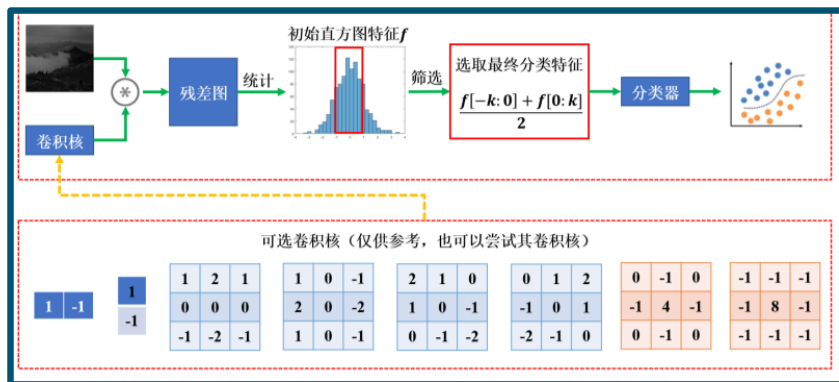 初始直方图特征f
残差图
统计
筛选
选取最终分类特征
f[-k:0] + f[0:k]
2
分类器
卷积核
可选卷积核（仅供参考，也可以尝试其卷积核）
1 -1
1
-1
1 2 1
0 0 0
-1 -2 -1
1 0 -1
2 0 -2
1 0 -1
2 1 0
1 0 -1
0 -1 -2
0 1 2
-1 0 1
-2 -1 0
0 -1 0
-1 4 -1
0 -1 0
-1 -1 -1
-1 8 -1
-1 -1 -1